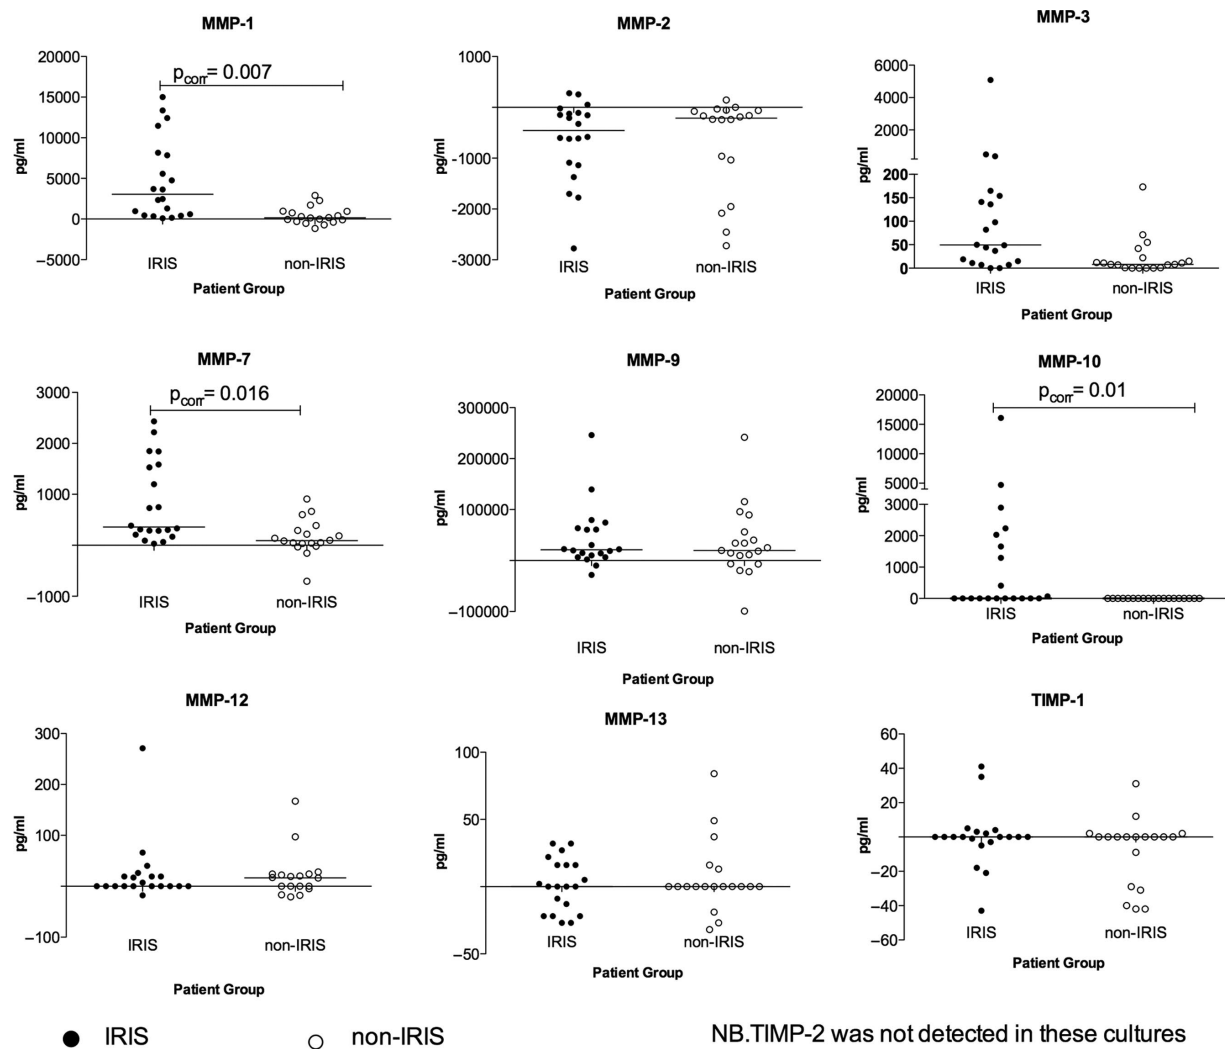 MMP-1
20000
15000
10000
5000
0
–5000
pg/ml
p_corr= 0.007
IRIS
non-IRIS
Patient Group
MMP-2
1000
0
-1000
-2000
-3000
pg/ml
IRIS
non-IRIS
Patient Group
MMP-3
6000
4000
2000
200
150
100
100
50
0
pg/ml
IRIS
non-IRIS
Patient Group
MMP-7
3000
2000
1000
0
–1000
pg/ml
p_corr= 0.016
IRIS
non-IRIS
Patient Group
MMP-9
300000
200000
100000
0
-100000
pg/ml
IRIS
non-IRIS
Patient Group
MMP-10
20000
15000
10000
5000
3000
2000
1000
0
pg/ml
p_corr= 0.01
IRIS
non-IRIS
Patient Group
MMP-12
300
200
100
0
–100
pg/ml
IRIS
non-IRIS
Patient Group
MMP-13
100
50
0
–50
pg/ml
IRIS
non-IRIS
Patient Group
TIMP-1
60
40
20
0
–20
–40
–60
pg/ml
IRIS
non-IRIS
Patient Group
IRIS
non-IRIS
NB.TIMP-2 was not detected in these cultures